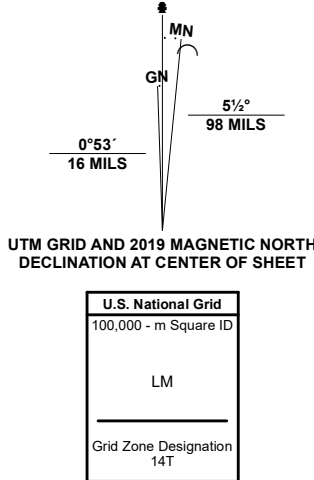 MN
GN
5½°
98 MILS
0°53´
16 MILS
UTM GRID AND 2019 MAGNETIC NORTH
DECLINATION AT CENTER OF SHEET
U.S. National Grid
100,000 - m Square ID
LM
Grid Zone Designation
14T